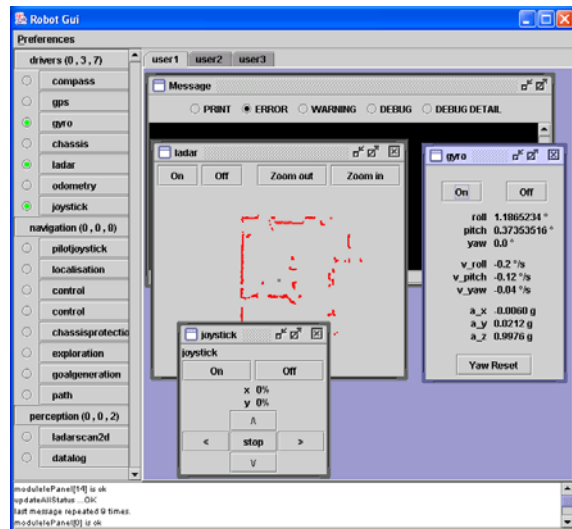 Robot Gui
Preferences
drivers (0 , 3 , 7)
compass
gps
gyro
chassis
ladar
odometry
joystick
navigation (0 , 0 , 0)
pilotjoystick
localisation
control
control
chassisprotectio
exploration
goalgeneration
path
perception (0 , 0 , 2)
ladarscan2d
datalog
user1 user2 user3
Message
PRINT ERROR WARNING DEBUG DEBUG DETAIL
ladar
On Off Zoom out Zoom in
gyro
On Off
roll 1.1865234 °
pitch 0.37353516 °
yaw 0.0 °
v_roll -0.2 °/s
v_pitch -0.12 °/s
v_yaw -0.04 °/s
a_x -0.0060 g
a_y 0.0212 g
a_z 0.9976 g
Yaw Reset
joystick
joystick
On Off
x 0%
y 0%
∧
< stop >
∨
modulelePanel[14] is ok
updateAllStatus ...OK
last message repeated 9 times.
modulelePanel[0] is ok